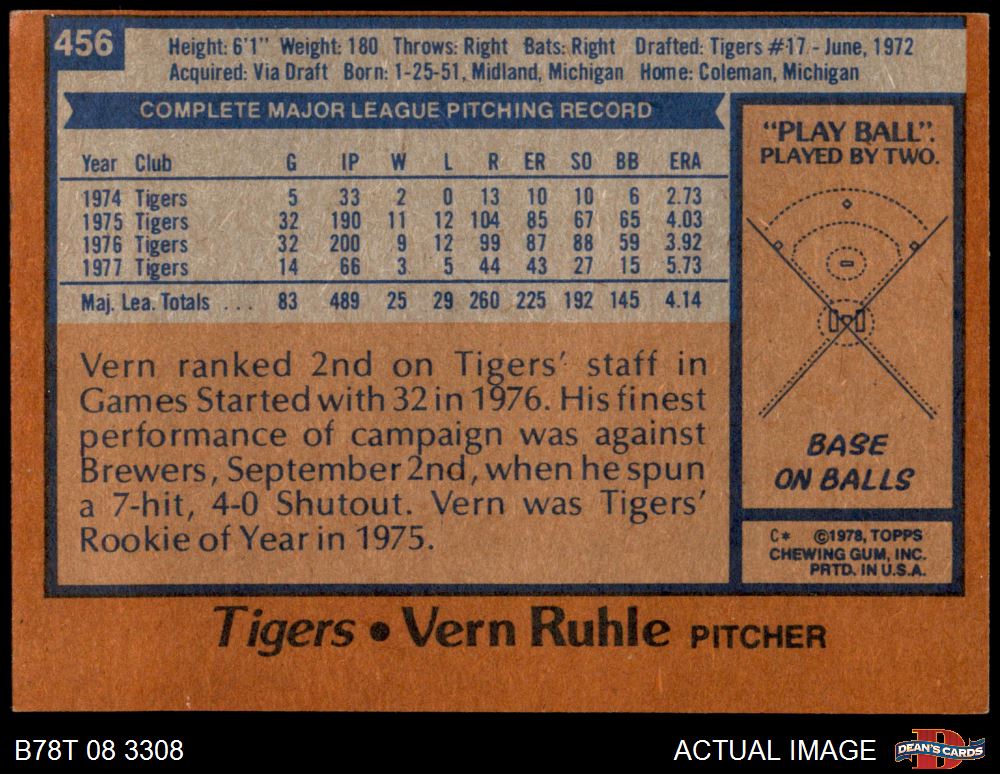 456
Height: 6'1" Weight: 180 Throws: Right Bats: Right Drafted: Tigers #17 - June, 1972
Acquired: Via Draft Born: 1-25-51, Midland, Michigan Home: Coleman, Michigan
COMPLETE MAJOR LEAGUE PITCHING RECORD
Year Club G IP W L R ER SO BB ERA
1974 Tigers 5 33 2 0 13 10 10 6 2.73
1975 Tigers 32 190 11 12 104 85 67 65 4.03
1976 Tigers 32 200 9 12 99 87 88 59 3.92
1977 Tigers 14 66 3 5 44 43 27 15 5.73
Maj. Lea. Totals . . . 83 489 25 29 260 225 192 145 4.14
Vern ranked 2nd on Tigers' staff in
Games Started with 32 in 1976. His finest
performance of campaign was against
Brewers, September 2nd, when he spun
a 7-hit, 4-0 Shutout. Vern was Tigers'
Rookie of Year in 1975.
"PLAY BALL".
PLAYED BY TWO.
BASE
ON BALLS
C* ©1978, TOPPS
CHEWING GUM, INC.
PRTD. IN U.S.A.
Tigers • Vern Ruhle PITCHER
B78T 08 3308
ACTUAL IMAGE
D
DEAN'S CARDS